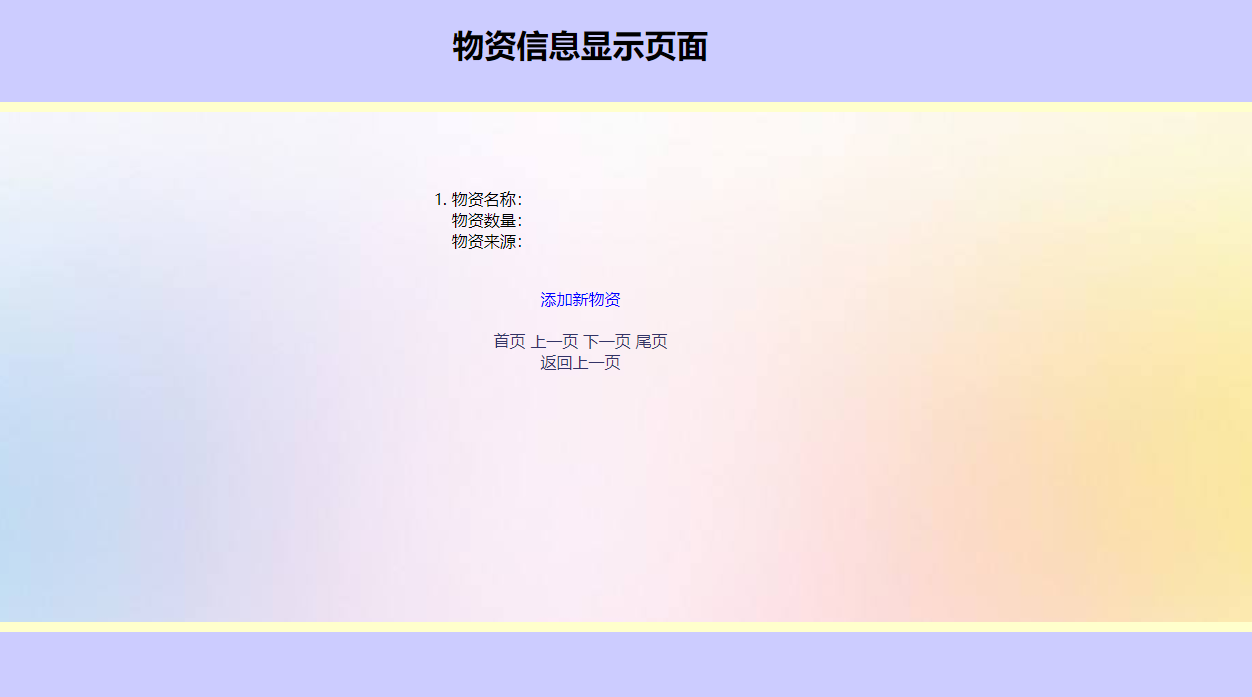 物资信息显示页面
1. 物资名称：
物资数量：
物资来源：
添加新物资
首页 上一页 下一页 尾页
返回上一页